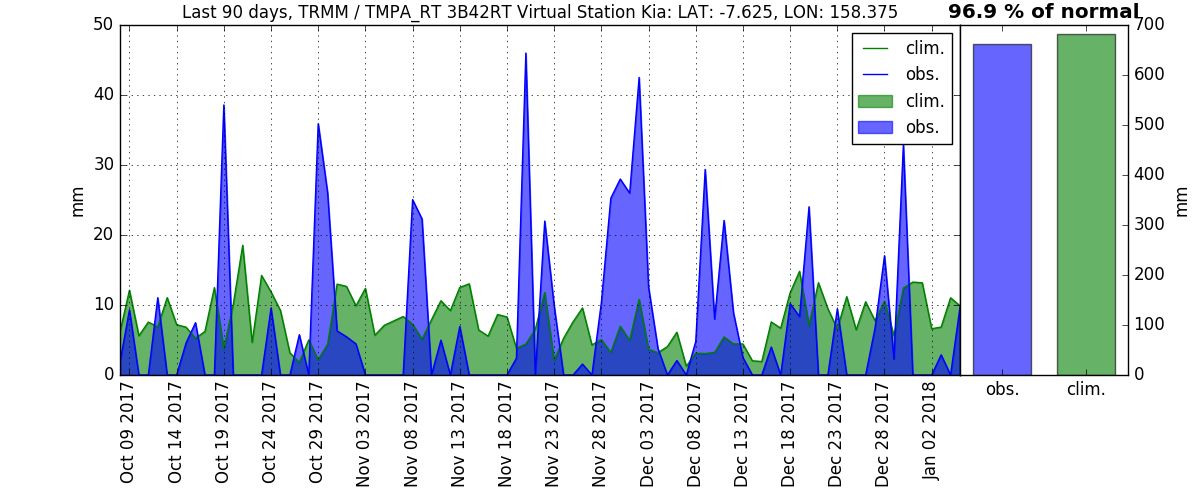 Last 90 days, TRMM / TMPA_RT 3B42RT Virtual Station Kia: LAT: -7.625, LON: 158.375
96.9 % of normal
50
40
30
20
10
0
mm
clim.
obs.
clim.
obs.
700
600
500
400
300
200
100
0
mm
obs.
clim.
Oct 09 2017
Oct 14 2017
Oct 19 2017
Oct 24 2017
Oct 29 2017
Nov 03 2017
Nov 08 2017
Nov 13 2017
Nov 18 2017
Nov 23 2017
Nov 28 2017
Dec 03 2017
Dec 08 2017
Dec 13 2017
Dec 18 2017
Dec 23 2017
Dec 28 2017
Jan 02 2018